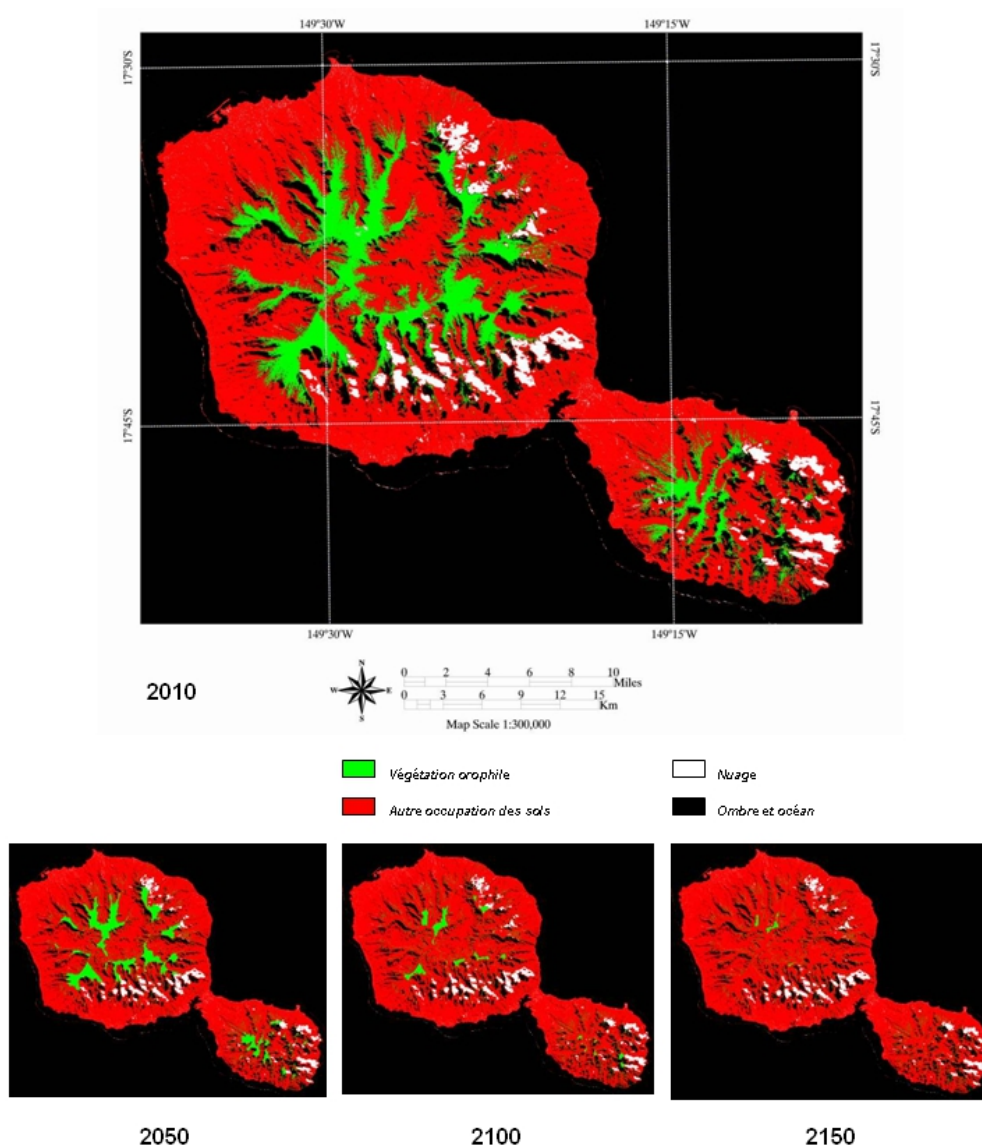 149°30'W 149°15'W
17°30'S 17°30'S
17°45'S 17°45'S
149°30'W 149°15'W
2010
N
W E
S
0 2 4 6 8 10
Miles
0 3 6 9 12 15
Km
Map Scale 1:300,000
Végétation orophile Nuage
Autre occupation des sols Ombre et océan
2050 2100 2150